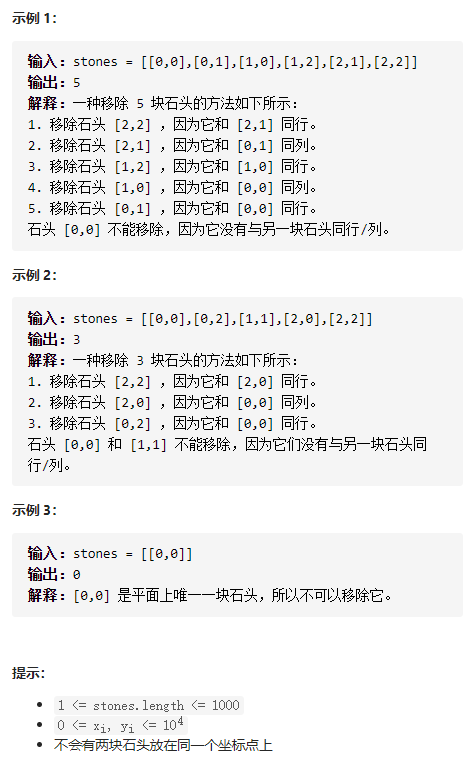 示例 1：
输入：stones = [[0,0],[0,1],[1,0],[1,2],[2,1],[2,2]]
输出：5
解释：一种移除 5 块石头的方法如下所示：
1. 移除石头 [2,2] ，因为它和 [2,1] 同行。
2. 移除石头 [2,1] ，因为它和 [0,1] 同列。
3. 移除石头 [1,2] ，因为它和 [1,0] 同行。
4. 移除石头 [1,0] ，因为它和 [0,0] 同列。
5. 移除石头 [0,1] ，因为它和 [0,0] 同行。
石头 [0,0] 不能移除，因为它没有与另一块石头同行/列。
示例 2：
输入：stones = [[0,0],[0,2],[1,1],[2,0],[2,2]]
输出：3
解释：一种移除 3 块石头的方法如下所示：
1. 移除石头 [2,2] ，因为它和 [2,0] 同行。
2. 移除石头 [2,0] ，因为它和 [0,0] 同列。
3. 移除石头 [0,2] ，因为它和 [0,0] 同行。
石头 [0,0] 和 [1,1] 不能移除，因为它们没有与另一块石头同
行/列。
示例 3：
输入：stones = [[0,0]]
输出：0
解释：[0,0] 是平面上唯一一块石头，所以不可以移除它。
提示：
• 1 <= stones.length <= 1000
• 0 <= xi, yi <= 10⁴
• 不会有两块石头放在同一个坐标点上